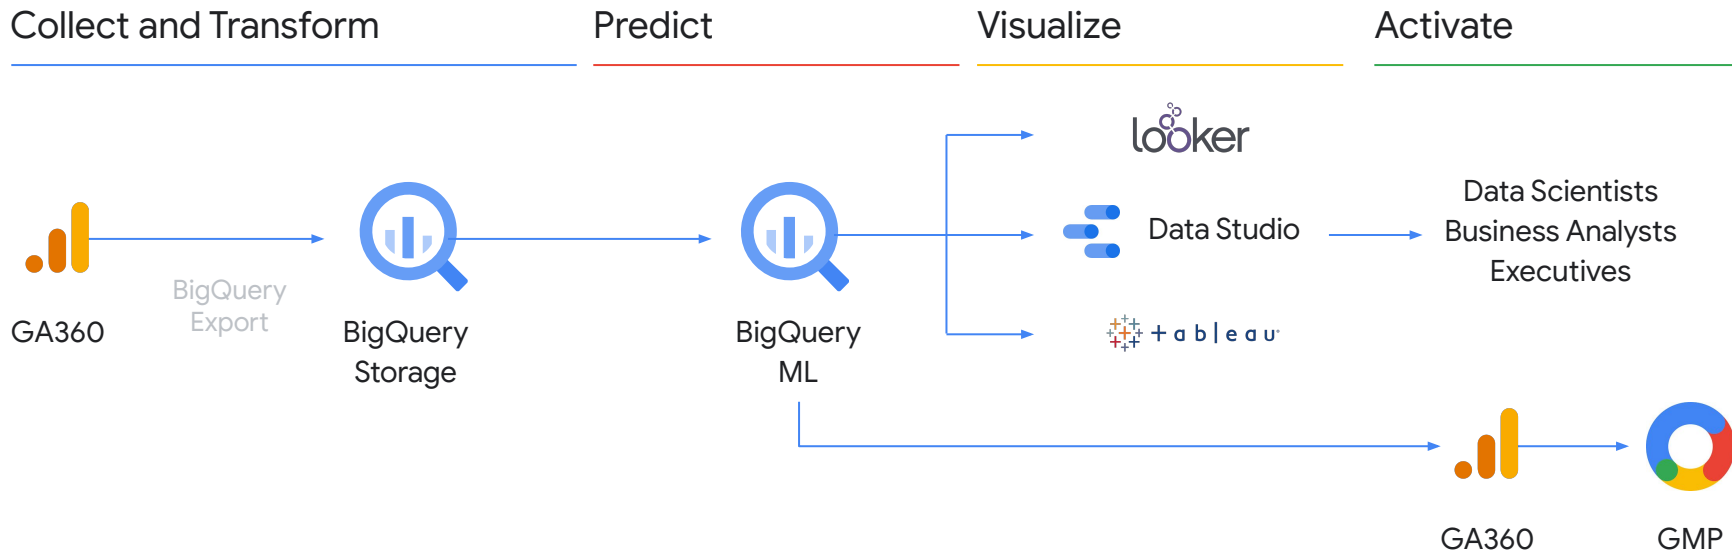 Collect and Transform
Predict
Visualize
Activate
looker
Data Studio
Data Scientists
Business Analysts
Executives
BigQuery
Export
GA360
BigQuery
Storage
BigQuery
ML
+ a b l e a u
GA360
GMP